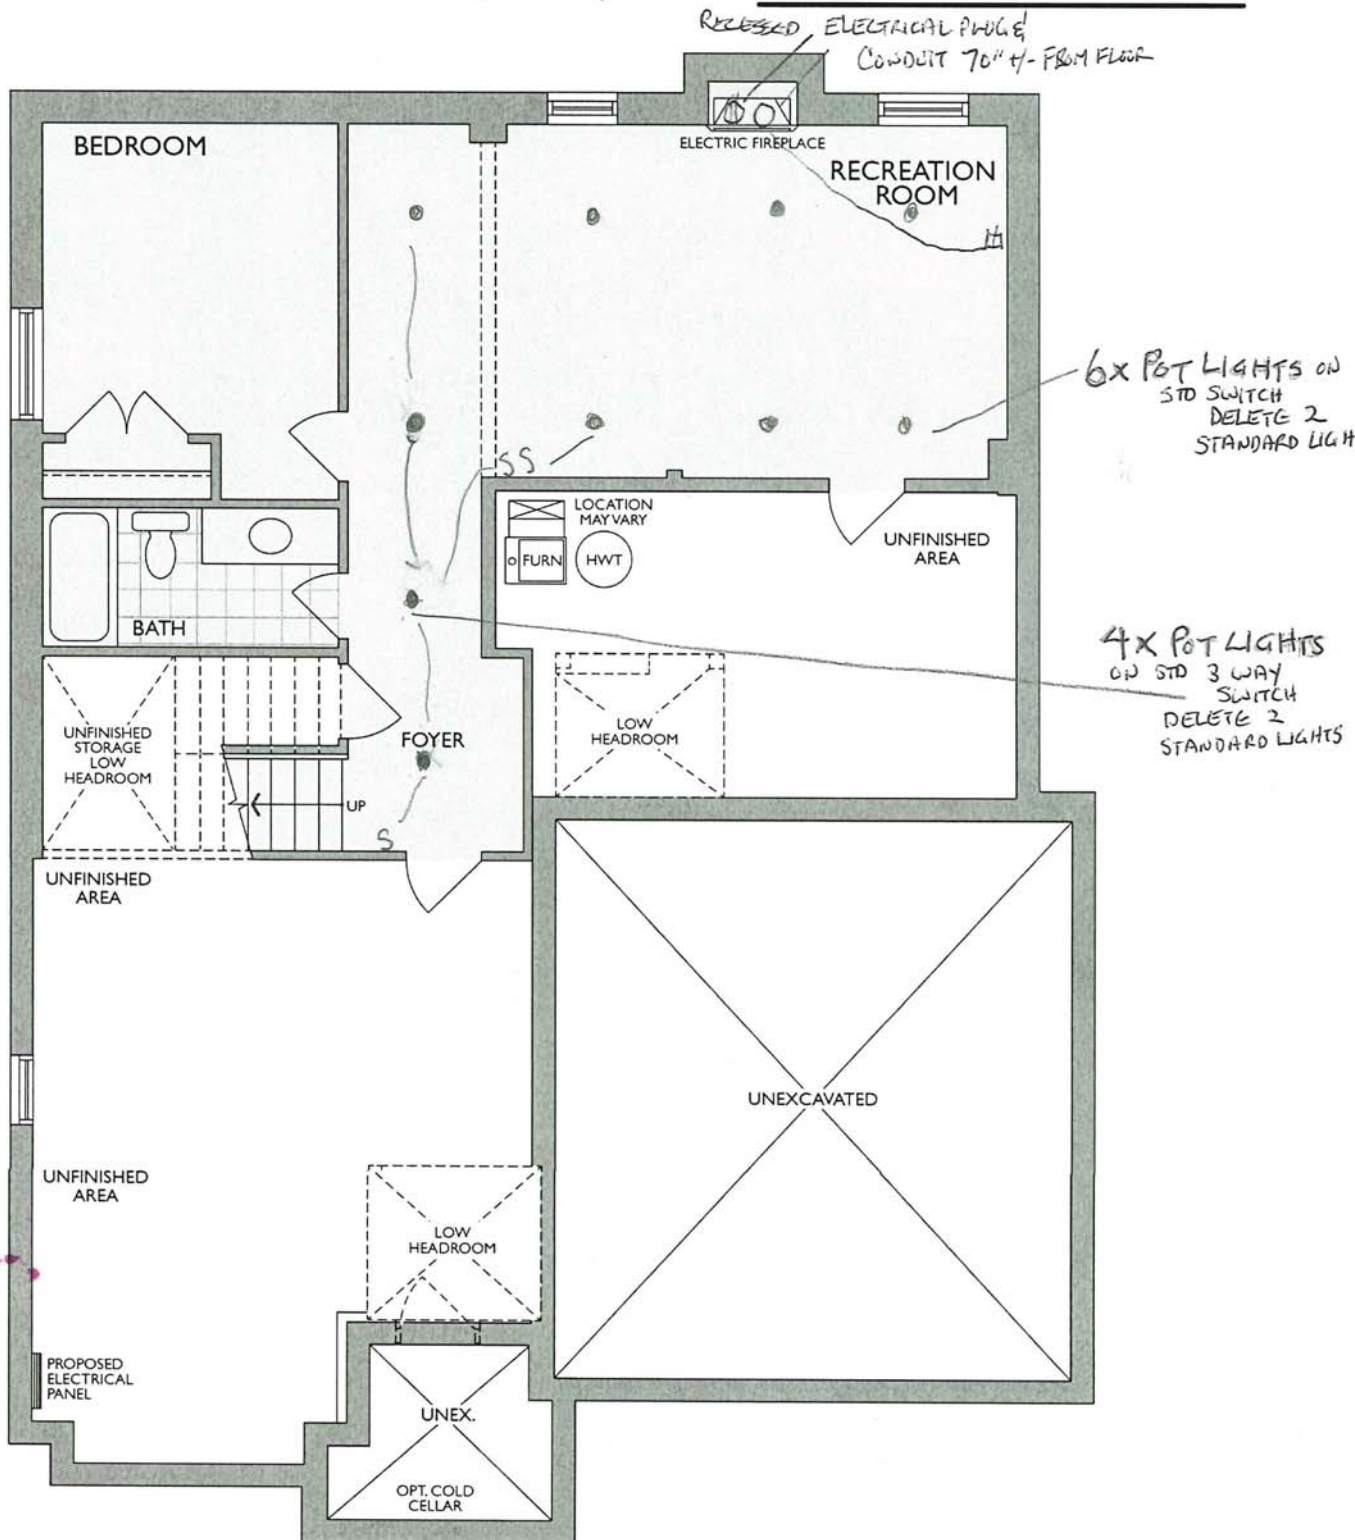 RECESSED ELECTRICAL PLUG &
CONDUIT 70" +/- FROM FLOOR
BEDROOM
ELECTRIC FIREPLACE
RECREATION
ROOM
6x POT LIGHTS ON
STD SWITCH
DELETE 2
STANDARD LIGH
S S
LOCATION
MAY VARY
FURN
HWT
UNFINISHED
AREA
BATH
4x POT LIGHTS
ON STD 3 WAY
SWITCH
DELETE 2
STANDARD LIGHTS
UNFINISHED
STORAGE
LOW
HEADROOM
FOYER
LOW
HEADROOM
UP
S
UNFINISHED
AREA
UNEXCAVATED
UNFINISHED
AREA
LOW
HEADROOM
PROPOSED
ELECTRICAL
PANEL
UNEX.
OPT. COLD
CELLAR